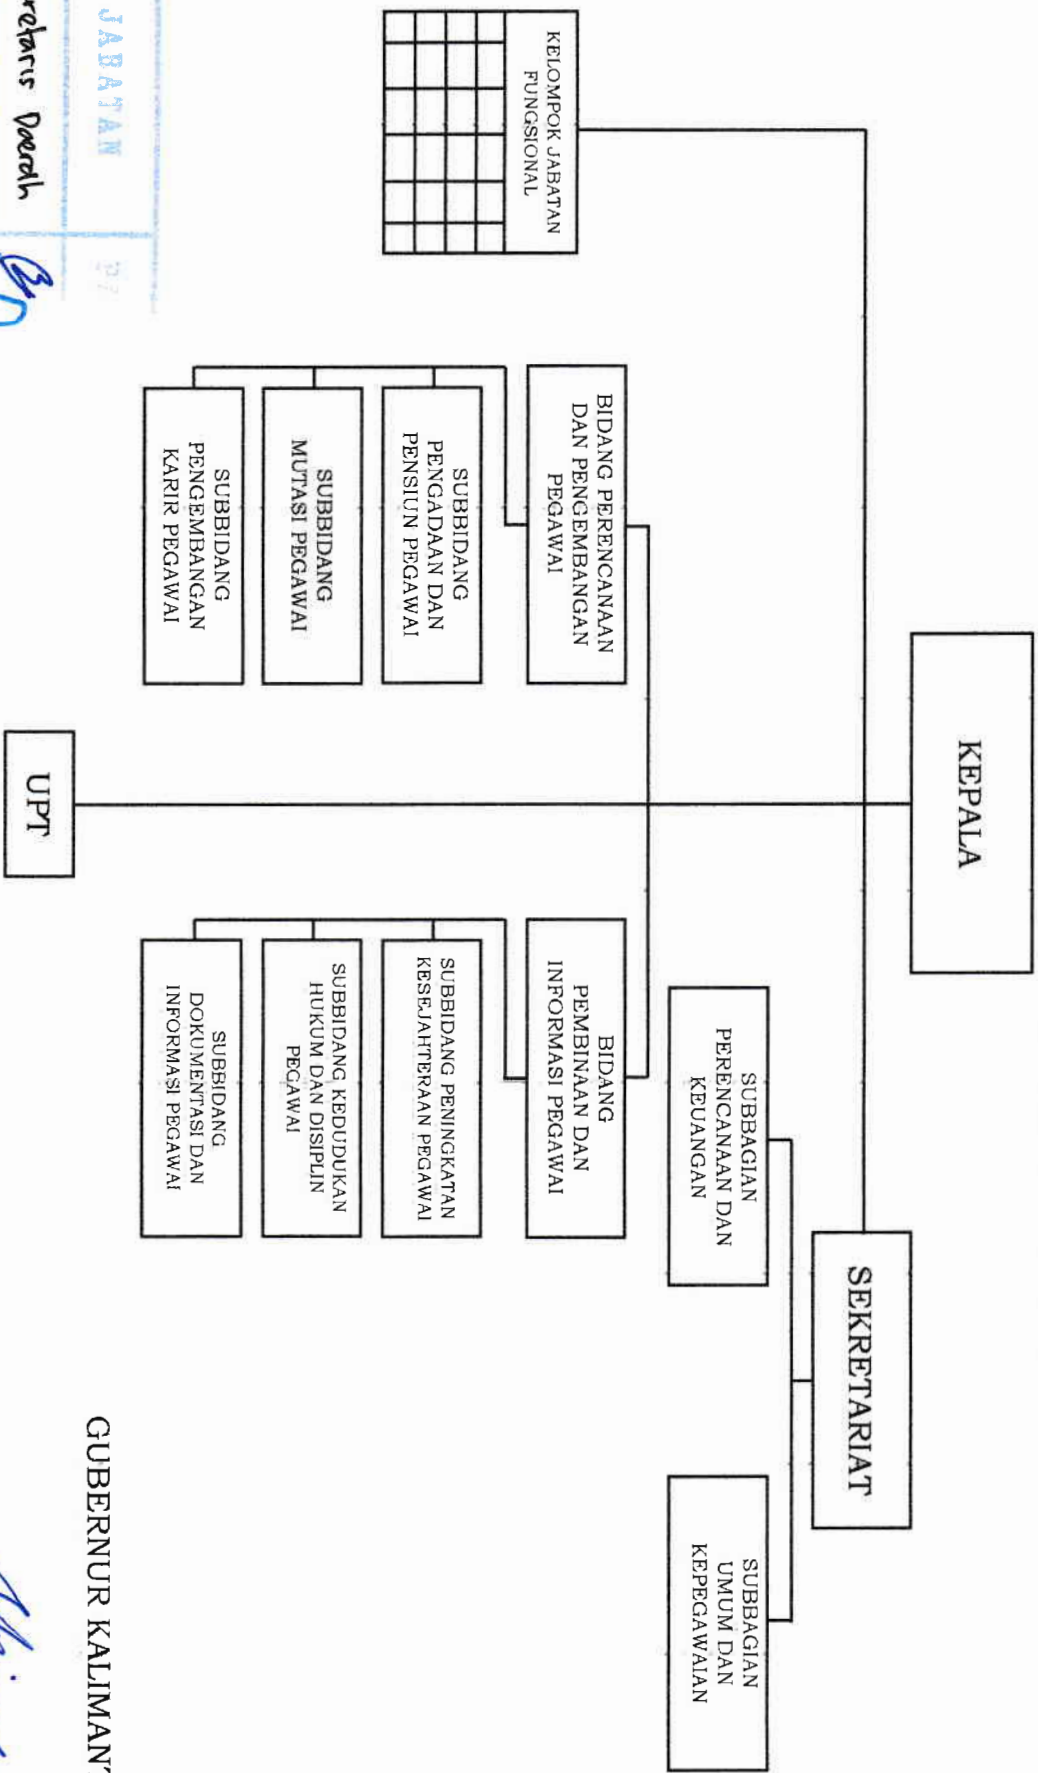 KEPALA
SEKRETARIAT
KELOMPOK JABATAN
FUNGSIONAL
SUBBAGIAN
PERENCANAAN DAN
KEUANGAN
SUBBAGIAN
UMUM DAN
KEPEGAWAIAN
BIDANG PERENCANAAN
DAN PENGEMBANGAN
PEGAWAI
BIDANG
PEMBINAAN DAN
INFORMASI PEGAWAI
SUBBIDANG
PENGADAAN DAN
PENSIUN PEGAWAI
SUBBIDANG PENINGKATAN
KESEJAHTERAAN PEGAWAI
SUBBIDANG
MUTASI PEGAWAI
SUBBIDANG KEDUDUKAN
HUKUM DAN DISIPLIN
PEGAWAI
SUBBIDANG
PENGEMBANGAN
KARIR PEGAWAI
SUBBIDANG
DOKUMENTASI DAN
INFORMASI PEGAWAI
UPT
JABATAN
retaris Daerah
GUBERNUR KALIMANT